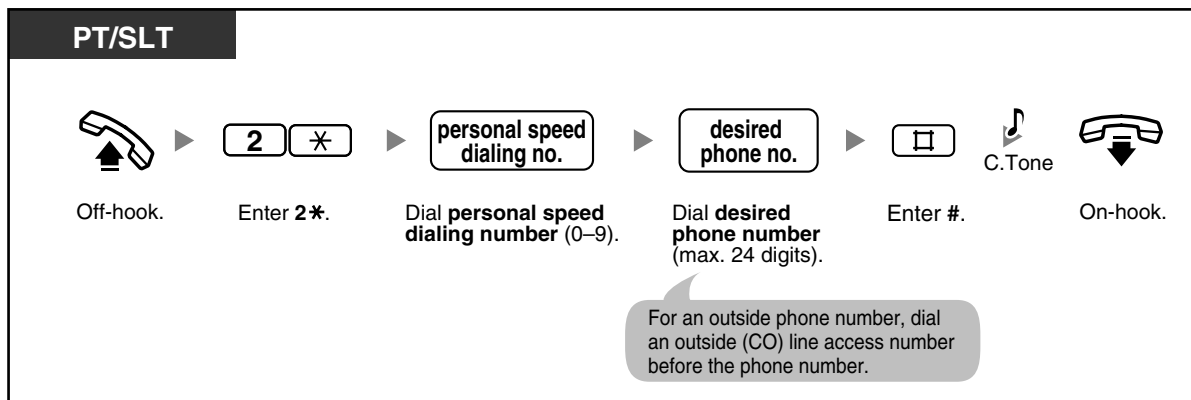 PT/SLT
2 ✳
personal speed
dialing no.
desired
phone no.
#
C.Tone
Off-hook.
Enter 2✳.
Dial personal speed
dialing number (0–9).
Dial desired
phone number
(max. 24 digits).
Enter #.
On-hook.
For an outside phone number, dial
an outside (CO) line access number
before the phone number.